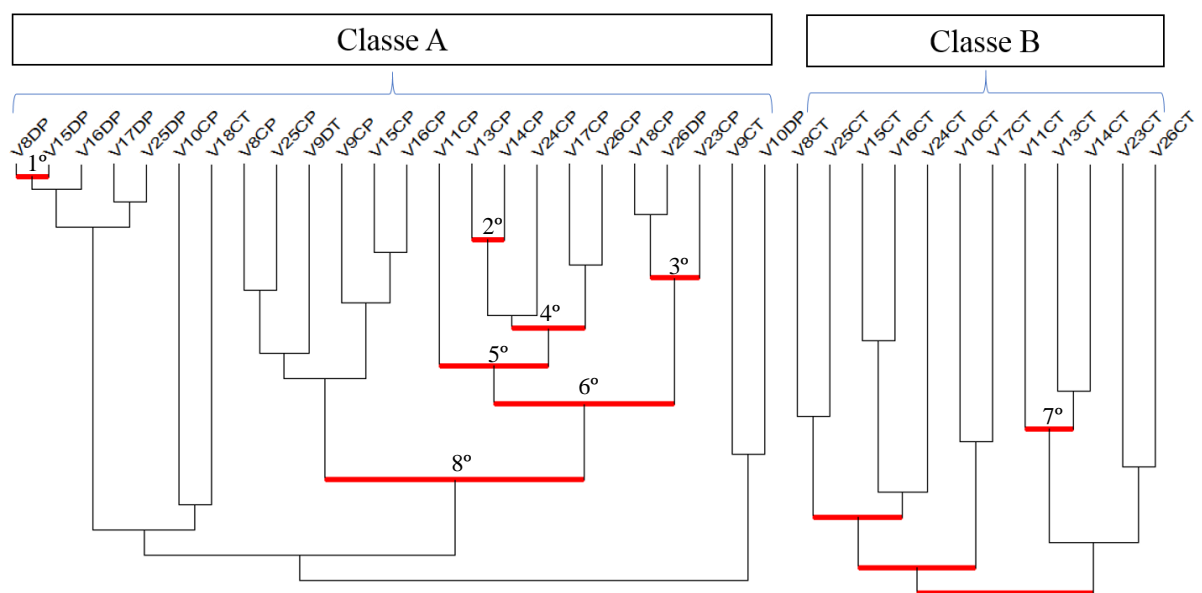 Classe A
Classe B
V8DP
V15DP
V16DP
V17DP
V25DP
V10CP
V18CT
V8CP
V25CP
V9DT
V9CP
V15CP
V16CP
V11CP
V13CP
V14CP
V24CP
V17CP
V26CP
V18CP
V26DP
V23CP
V9CT
V10DP
V8CT
V25CT
V15CT
V16CT
V24CT
V10CT
V17CT
V11CT
V13CT
V14CT
V23CT
V26CT
1º
2º
3º
4º
5º
6º
7º
8º